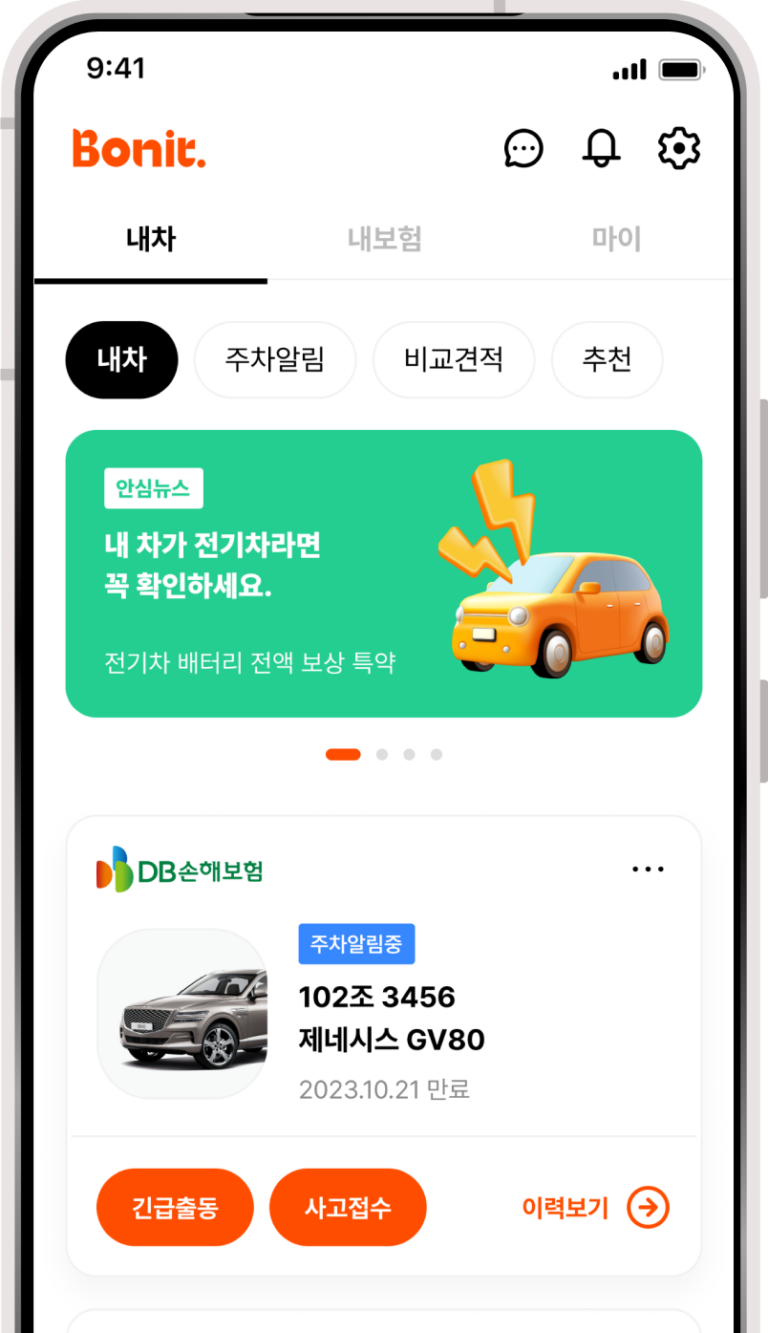 9:41
Bonit.
내차
내보험
마이
내차
주차알림
비교견적
추천
안심뉴스
내 차가 전기차라면
꼭 확인하세요.
전기차 배터리 전액 보상 특약
DB손해보험
주차알림중
102조 3456
제네시스 GV80
2023.10.21 만료
긴급출동
사고접수
이력보기